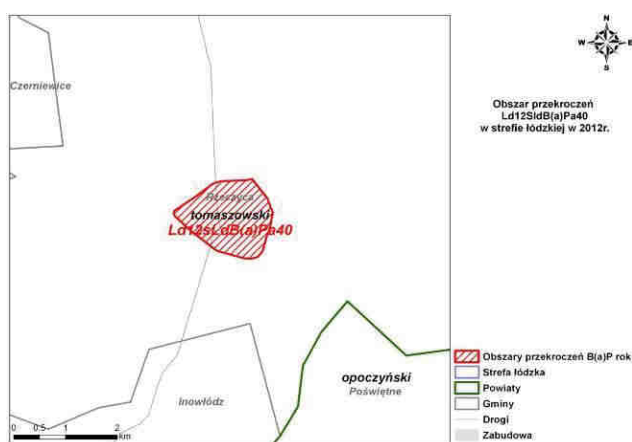 Czerniewice
N
W
E
S
Obszar przekroczeń
Ld12SldB(a)Pa40
w strefie łódzkiej w 2012r.
Rzeczyca
tomaszowski
Ld12sLdB(a)Pa40
opoczyński
Poświętne
Inowłódz
0 0.5 1 2
km
Obszary przekroczeń B(a)P rok
Strefa łódzka
Powiaty
Gminy
Drogi
Zabudowa